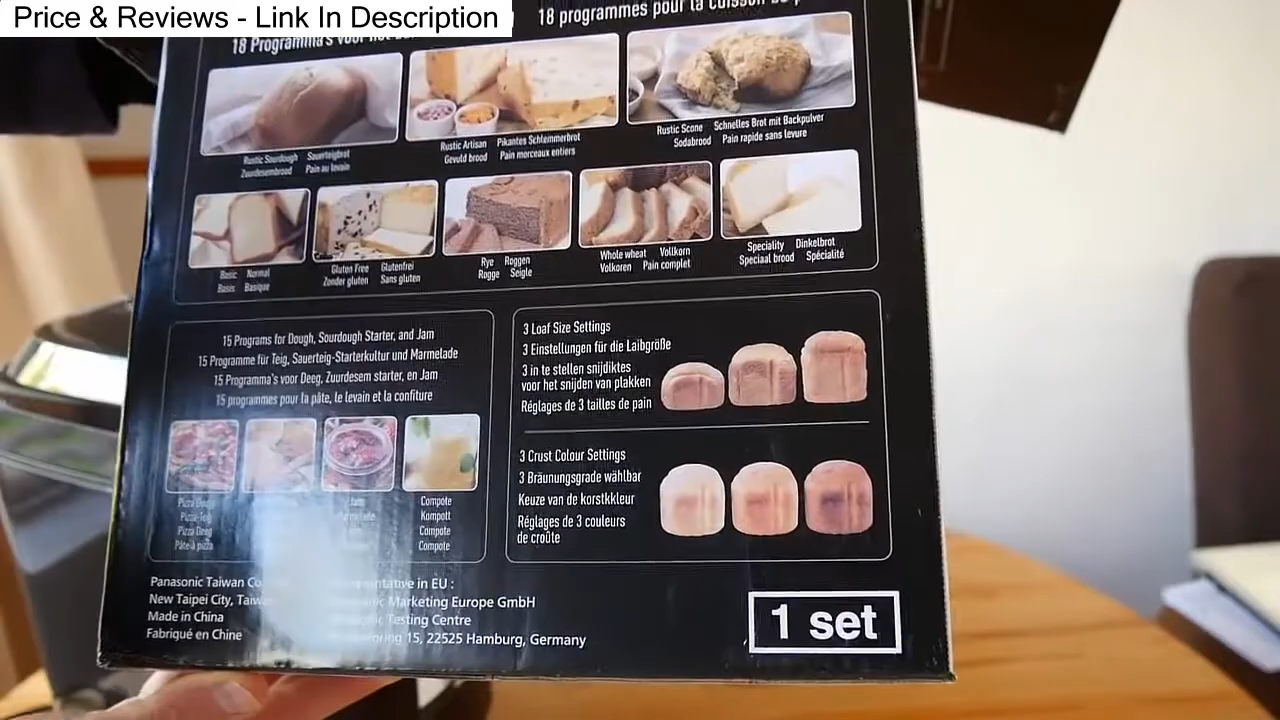 Price & Reviews - Link In Description
18 programmes pour la cuisson
18 Programma's voor
Rustic Sourdough Sauerteigbrot
Zuurdesembrood Pain au levain
Rustic Artisan Pikantes Schlemmerbrot
Gevuld brood Pain morceaux entiers
Rustic Scone Schnelles Brot mit Backpulver
Sodabrood Pain rapide sans levure
Basic Normal
Basis Basique
Gluten Free Glutenfrei
Zonder gluten Sans gluten
Rye Roggen
Rogge Seigle
Whole wheat Vollkorn
Volkoren Pain complet
Speciality Dinkelbrot
Speciaal brood Spécialité
15 Programs for Dough, Sourdough Starter, and Jam
15 Programme für Teig, Sauerteig-Starterkultur und Marmelade
15 Programma's voor Deeg, Zuurdesem starter, en Jam
15 programmes pour la pâte, le levain et la confiture
Pizza Dough
Pizza-Teig
Pizza Deeg
Pâte à pizza
Jam
Compote
Kompott
Compote
Compote
3 Loaf Size Settings
3 Einstellungen für die Laibgröße
3 in te stellen snijdiktes
voor het snijden van plakken
Réglages de 3 tailles de pain
3 Crust Colour Settings
3 Bräunungsgrade wählbar
Keuze van de korstkkleur
Réglages de 3 couleurs
de croûte
Panasonic Taiwan Co
New Taipei City, Taiwan
Made in China
Fabriqué en Chine
in EU :
Marketing Europe GmbH
Testing Centre
15, 22525 Hamburg, Germany
1 set